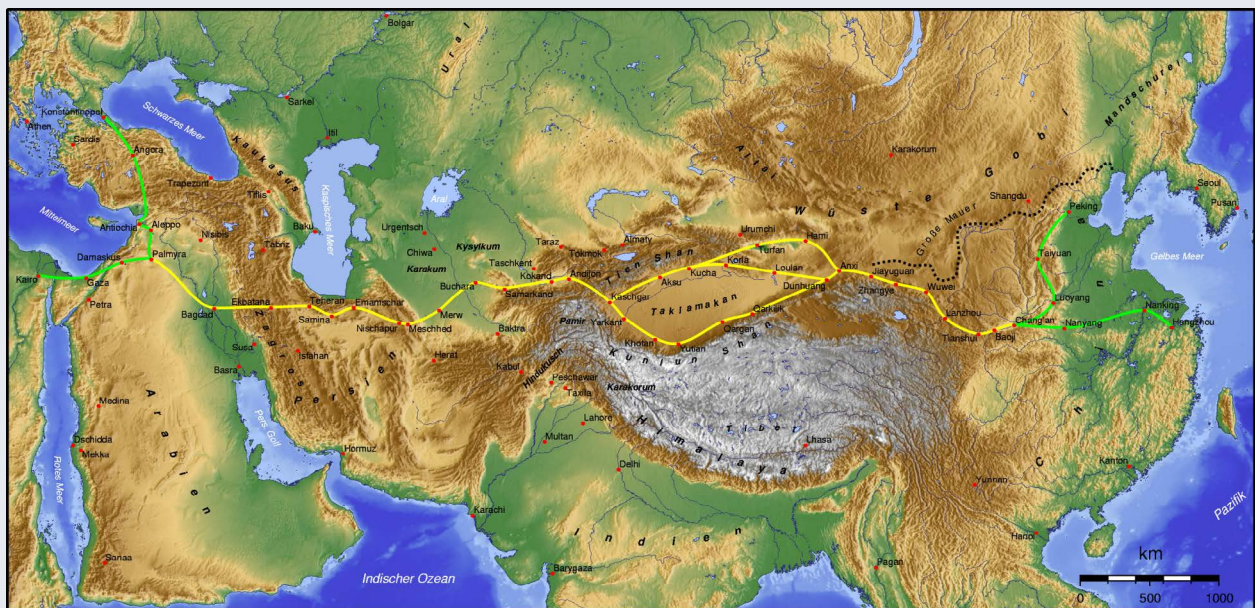 Bolgar
Ural
Sarkel
Itil
Konstantinopel
Athen
Sardis
Angora
Schwarzes Meer
Kaukasus
Trapezunt
Tiflis
Baku
Kaspisches Meer
Aral
Mittelmeer
Antiochia
Aleppo
Nisibis
Täbriz
Damaskus
Palmyra
Kairo
Gaza
Petra
Bagdad
Ekbatana
Teheran
Samina
Emamschar
Nischapur
Meschhed
Merw
Buchara
Urgentsch
Chiwa
Kysylkum
Karakum
Taschkent
Samarkand
Kokand
Andijon
Taraz
Tokmok
Almaty
Tien Shan
Kaschgar
Yarkant
Aksu
Kucha
Korla
Loulan
Urumchi
Turfan
Hami
Altai
Wüste Gobi
Karakorum
Shangdu
Große Mauer
Mandschurei
Peking
Seoul
Pusan
Gelbes Meer
Taklamakan
Khotan
Yutian
Qargan
Qarkilik
Dunhuang
Anxi
Jiayuguan
Zhangye
Wuwei
Lanzhou
Tianshui
Baoji
Chang'an
Luoyang
Taiyuan
Nanyang
Nanking
Hangzhou
Kun Lun Shan
Pamir
Baktra
Hindukusch
Kabul
Peschawar
Taxila
Karakorum
Herat
Susa
Isfahan
Zagros
Persien
Basra
Pers. Golf
Hormuz
Arabien
Medina
Dschidda
Mekka
Rotes Meer
Sanaa
Lahore
Multan
Delhi
Himalaya
Tibet
Lhasa
China
Yunnan
Kanton
Hanoi
Pagan
Karachi
Indien
Barygaza
Indischer Ozean
Pazifik
km
0 500 1000